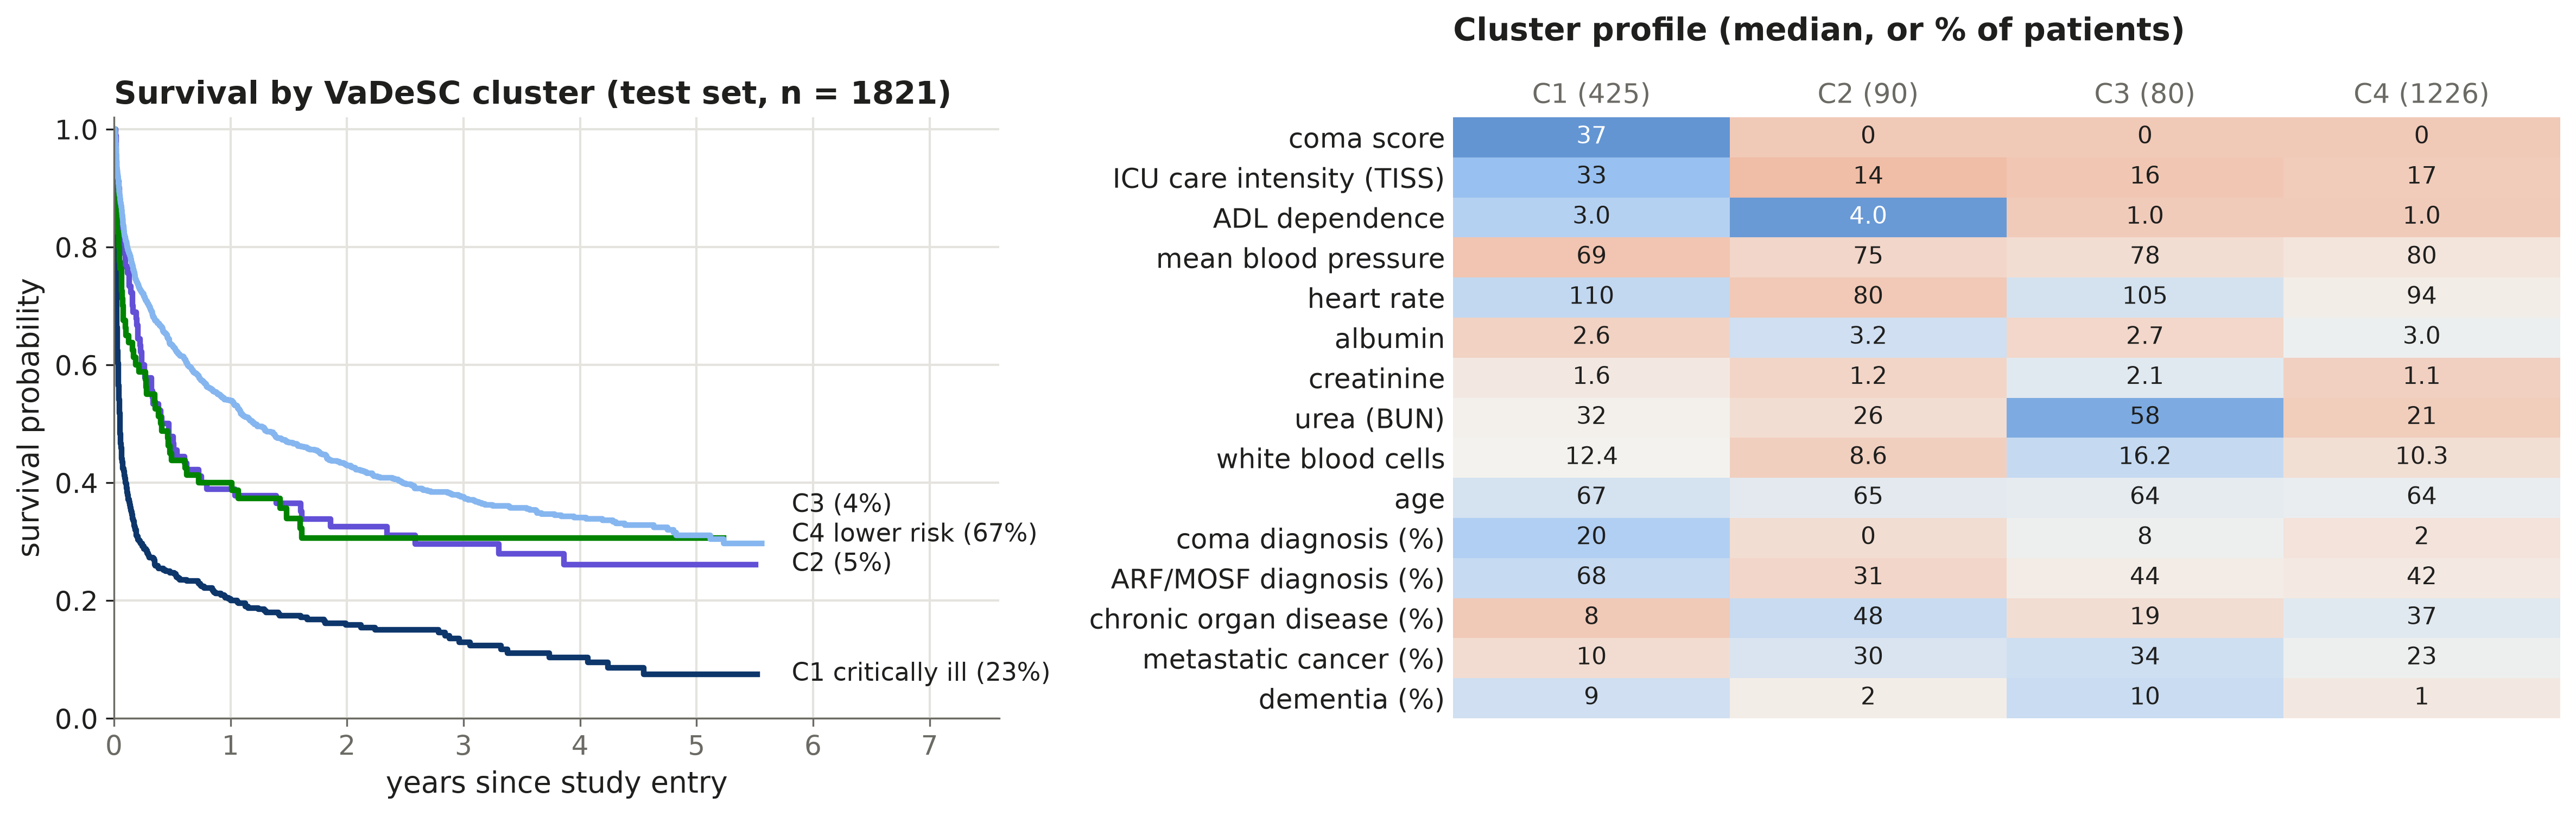 Survival by VaDeSC cluster (test set, n = 1821)
survival probability
1.0
0.8
0.6
0.4
0.2
0.0
0 1 2 3 4 5 6 7
years since study entry
C3 (4%)
C4 lower risk (67%)
C2 (5%)
C1 critically ill (23%)
Cluster profile (median, or % of patients)
C1 (425) C2 (90) C3 (80) C4 (1226)
coma score 37 0 0 0
ICU care intensity (TISS) 33 14 16 17
ADL dependence 3.0 4.0 1.0 1.0
mean blood pressure 69 75 78 80
heart rate 110 80 105 94
albumin 2.6 3.2 2.7 3.0
creatinine 1.6 1.2 2.1 1.1
urea (BUN) 32 26 58 21
white blood cells 12.4 8.6 16.2 10.3
age 67 65 64 64
coma diagnosis (%) 20 0 8 2
ARF/MOSF diagnosis (%) 68 31 44 42
chronic organ disease (%) 8 48 19 37
metastatic cancer (%) 10 30 34 23
dementia (%) 9 2 10 1